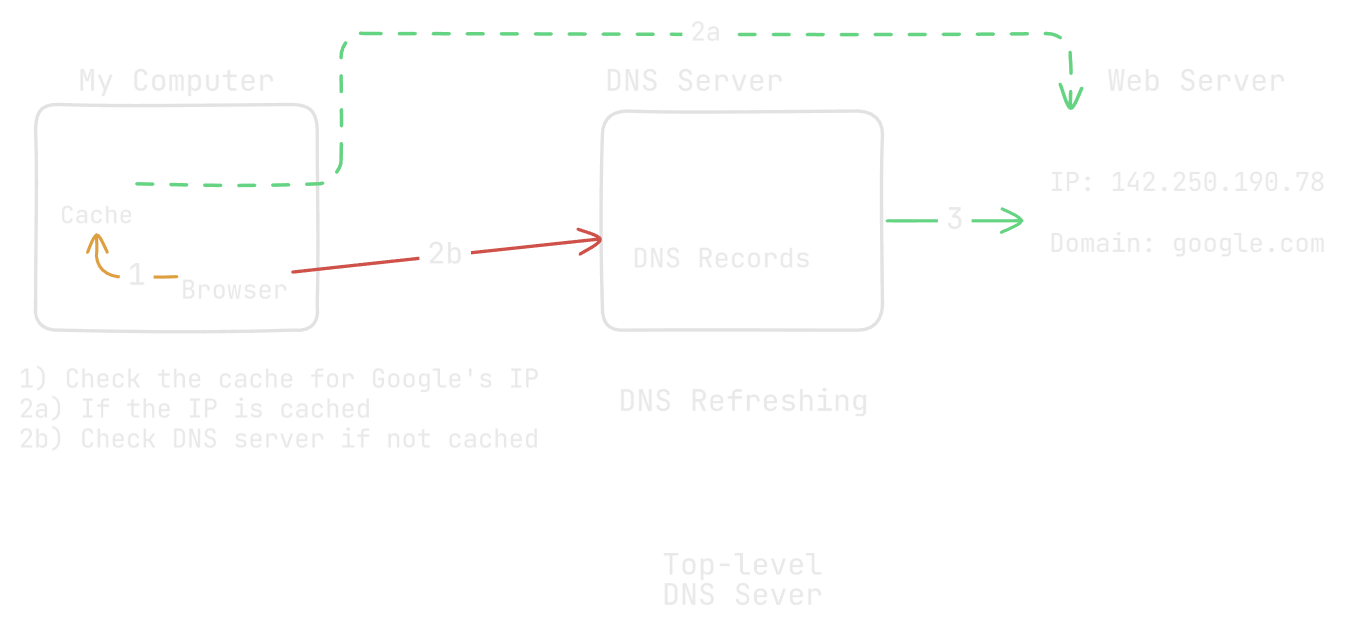 2a
My Computer
DNS Server
Web Server
IP: 142.250.190.78
Cache
3
2b
Domain: google.com
DNS Records
1
Browser
1) Check the cache for Google's IP
2a) If the IP is cached
2b) Check DNS server if not cached
DNS Refreshing
Top-level
DNS Sever